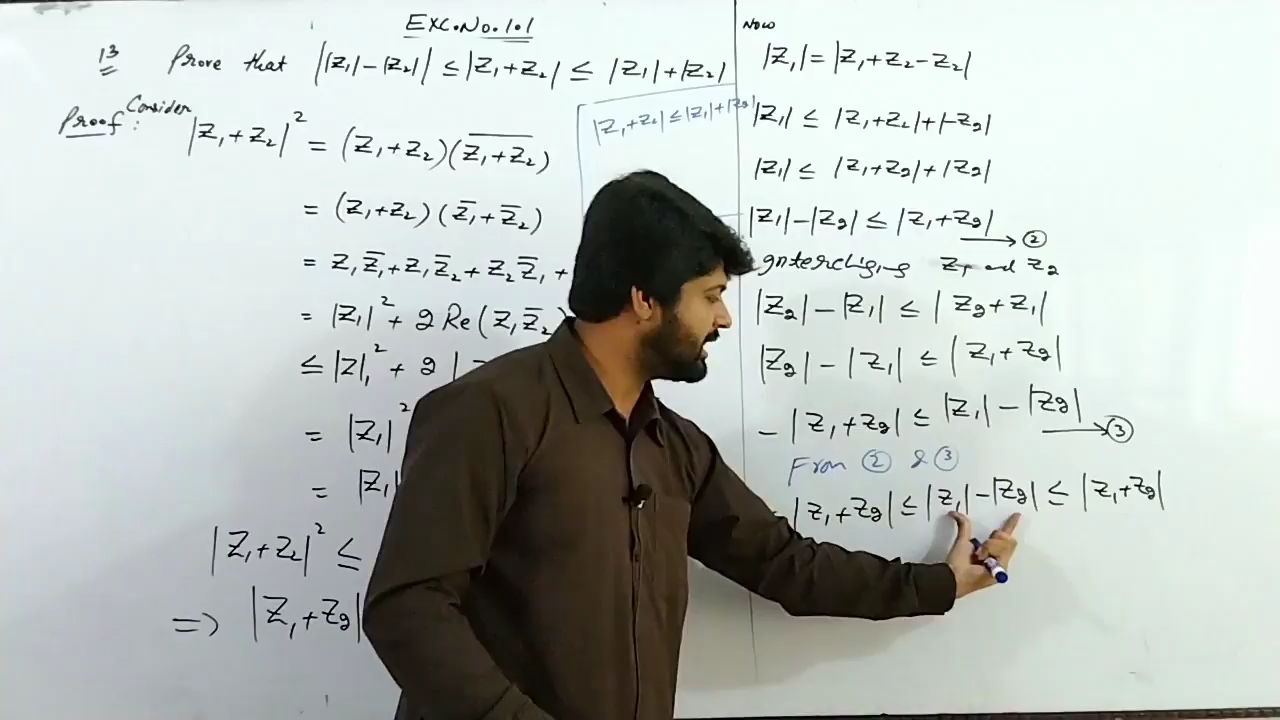 EXC.No.1.1
13 Prove that ||Z₁|-|Z₂|| ≤ |Z₁+Z₂| ≤ |Z₁|+|Z₂|
Proof: Consider
|Z₁+Z₂|² = (Z₁+Z₂)(Z̅₁̅+̅Z̅₂̅)
= (Z₁+Z₂)(Z̅₁+Z̅₂)
= Z₁Z̅₁+Z₁Z̅₂+Z₂Z̅₁+
= |Z₁|²+2Re(Z₁Z̅₂
≤ |Z₁|²+2|
= |Z₁|²
= |Z₁|
|Z₁+Z₂|² ≤
=> |Z₁+Z₂|
|Z₁+Z₂| ≤ |Z₁|+|Z₂|
NOW
|Z₁| = |Z₁+Z₂-Z₂|
|Z₁| ≤ |Z₁+Z₂|+|-Z₂|
|Z₁| ≤ |Z₁+Z₂|+|Z₂|
|Z₁|-|Z₂| ≤ |Z₁+Z₂| → ②
Z₁ and Z₂
|Z₂|-|Z₁| ≤ |Z₂+Z₁|
|Z₂|-|Z₁| ≤ |Z₁+Z₂|
-|Z₁+Z₂| ≤ |Z₁|-|Z₂| → ③
From ② & ③
-|Z₁+Z₂| ≤ |Z₁|-|Z₂| ≤ |Z₁+Z₂|